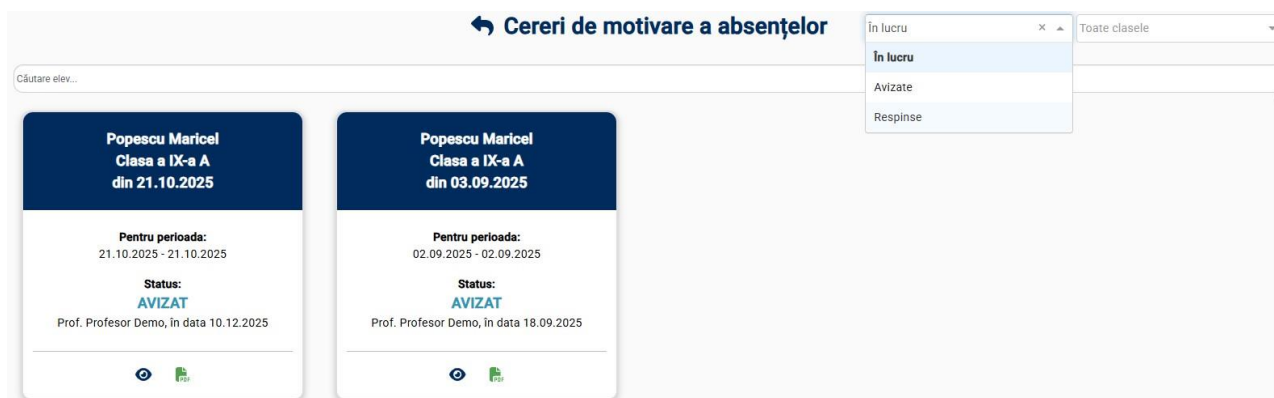 Cereri de motivare a absențelor
În lucru
Toate clasele
În lucru
Avizate
Respinse
Căutare elev...
Popescu Maricel
Clasa a IX-a A
din 21.10.2025
Pentru perioada:
21.10.2025 - 21.10.2025
Status:
AVIZAT
Prof. Profesor Demo, în data 10.12.2025
PDF
Popescu Maricel
Clasa a IX-a A
din 03.09.2025
Pentru perioada:
02.09.2025 - 02.09.2025
Status:
AVIZAT
Prof. Profesor Demo, în data 18.09.2025
PDF